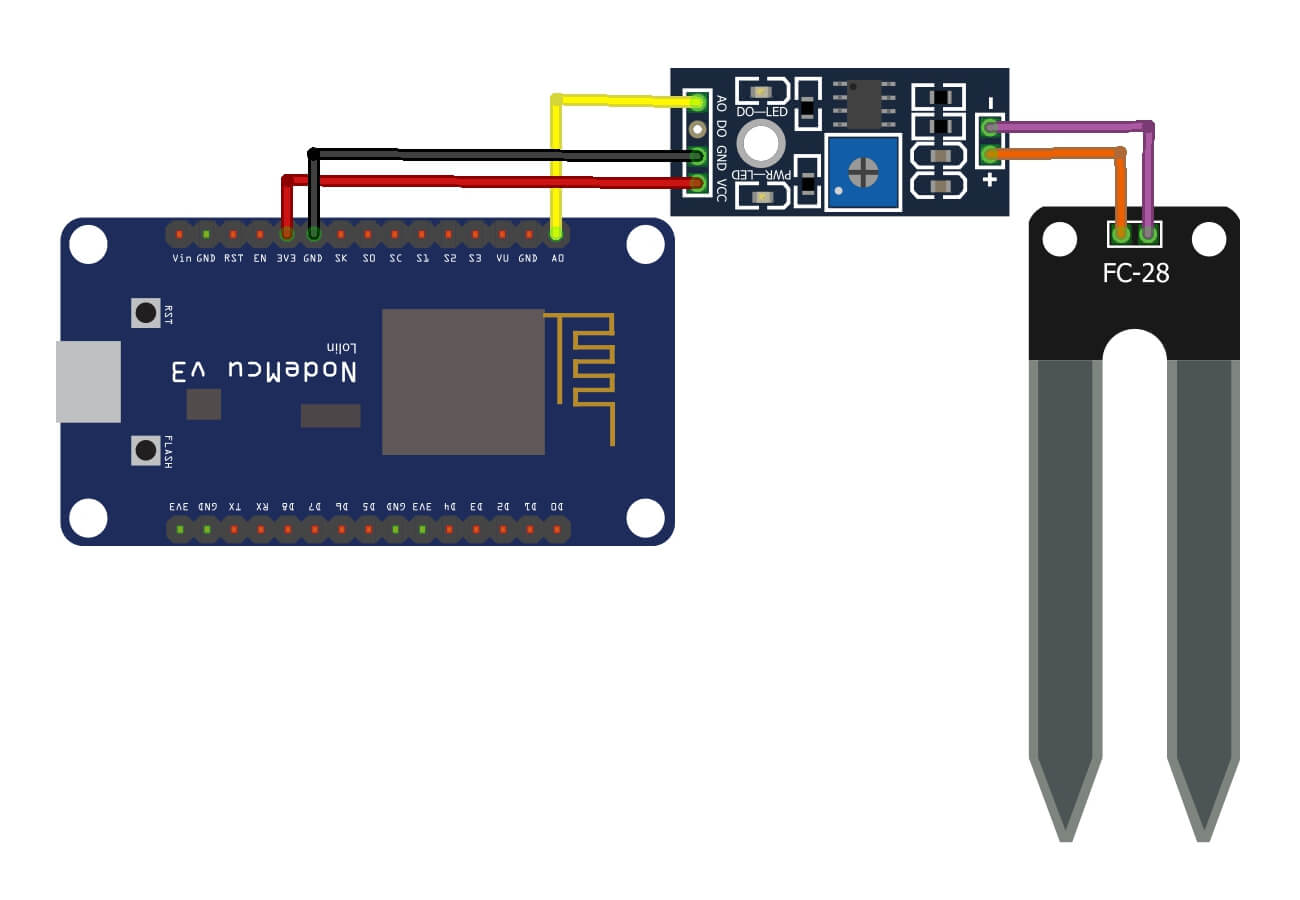 AO
DO
GND
VCC
DO—LED
PWR—LED
-
+
FC-28
Vin GND RST EN 3V3 GND SK SO SC S1 S2 S3 VU GND AO
RST
Lolin
NodeMcu v3
FLASH
3V3 GND TX RX D8 D7 D6 D5 GND 3V3 D4 D3 D2 D1 D0